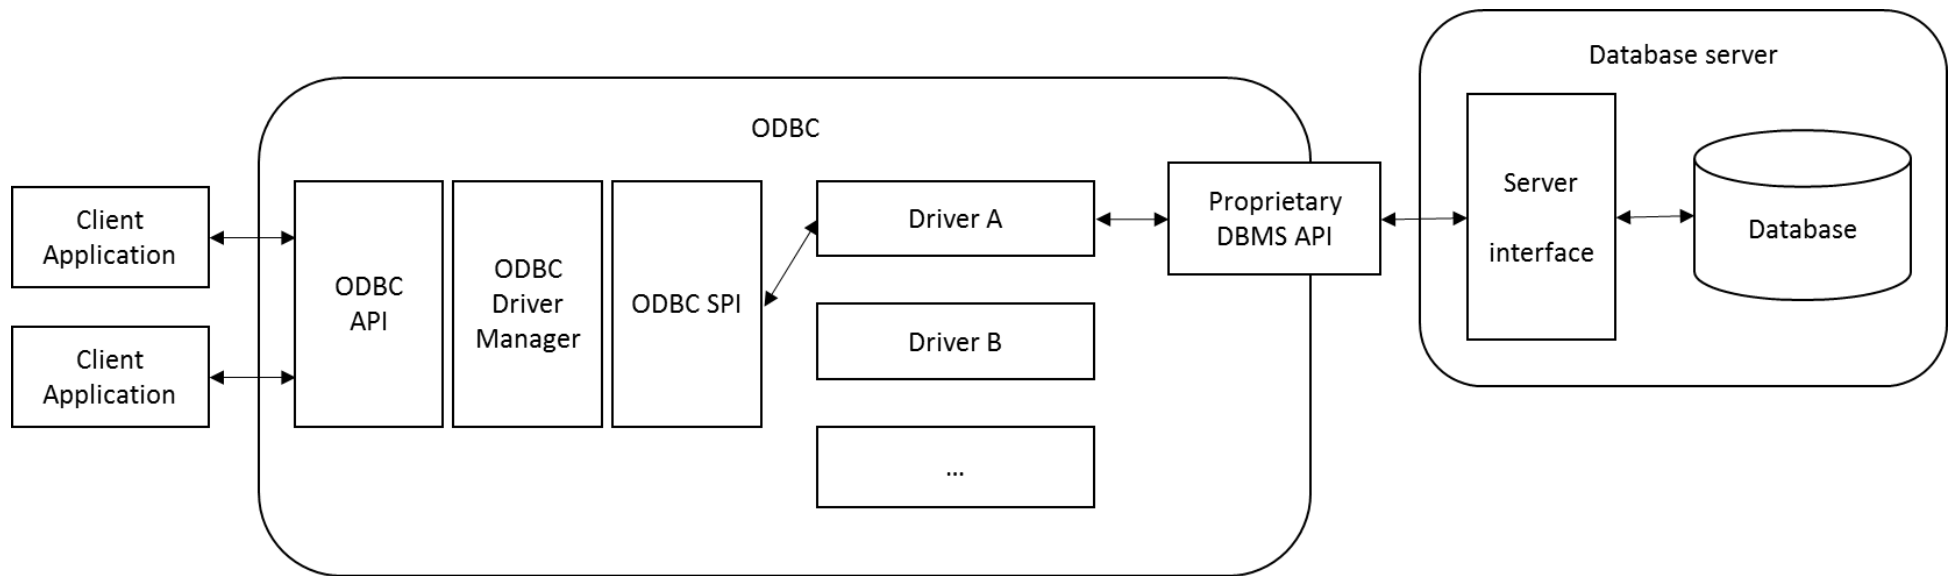 Database server
ODBC
Client
Application
Client
Application
ODBC
API
ODBC
Driver
Manager
ODBC SPI
Driver A
Driver B
...
Proprietary
DBMS API
Server
interface
Database